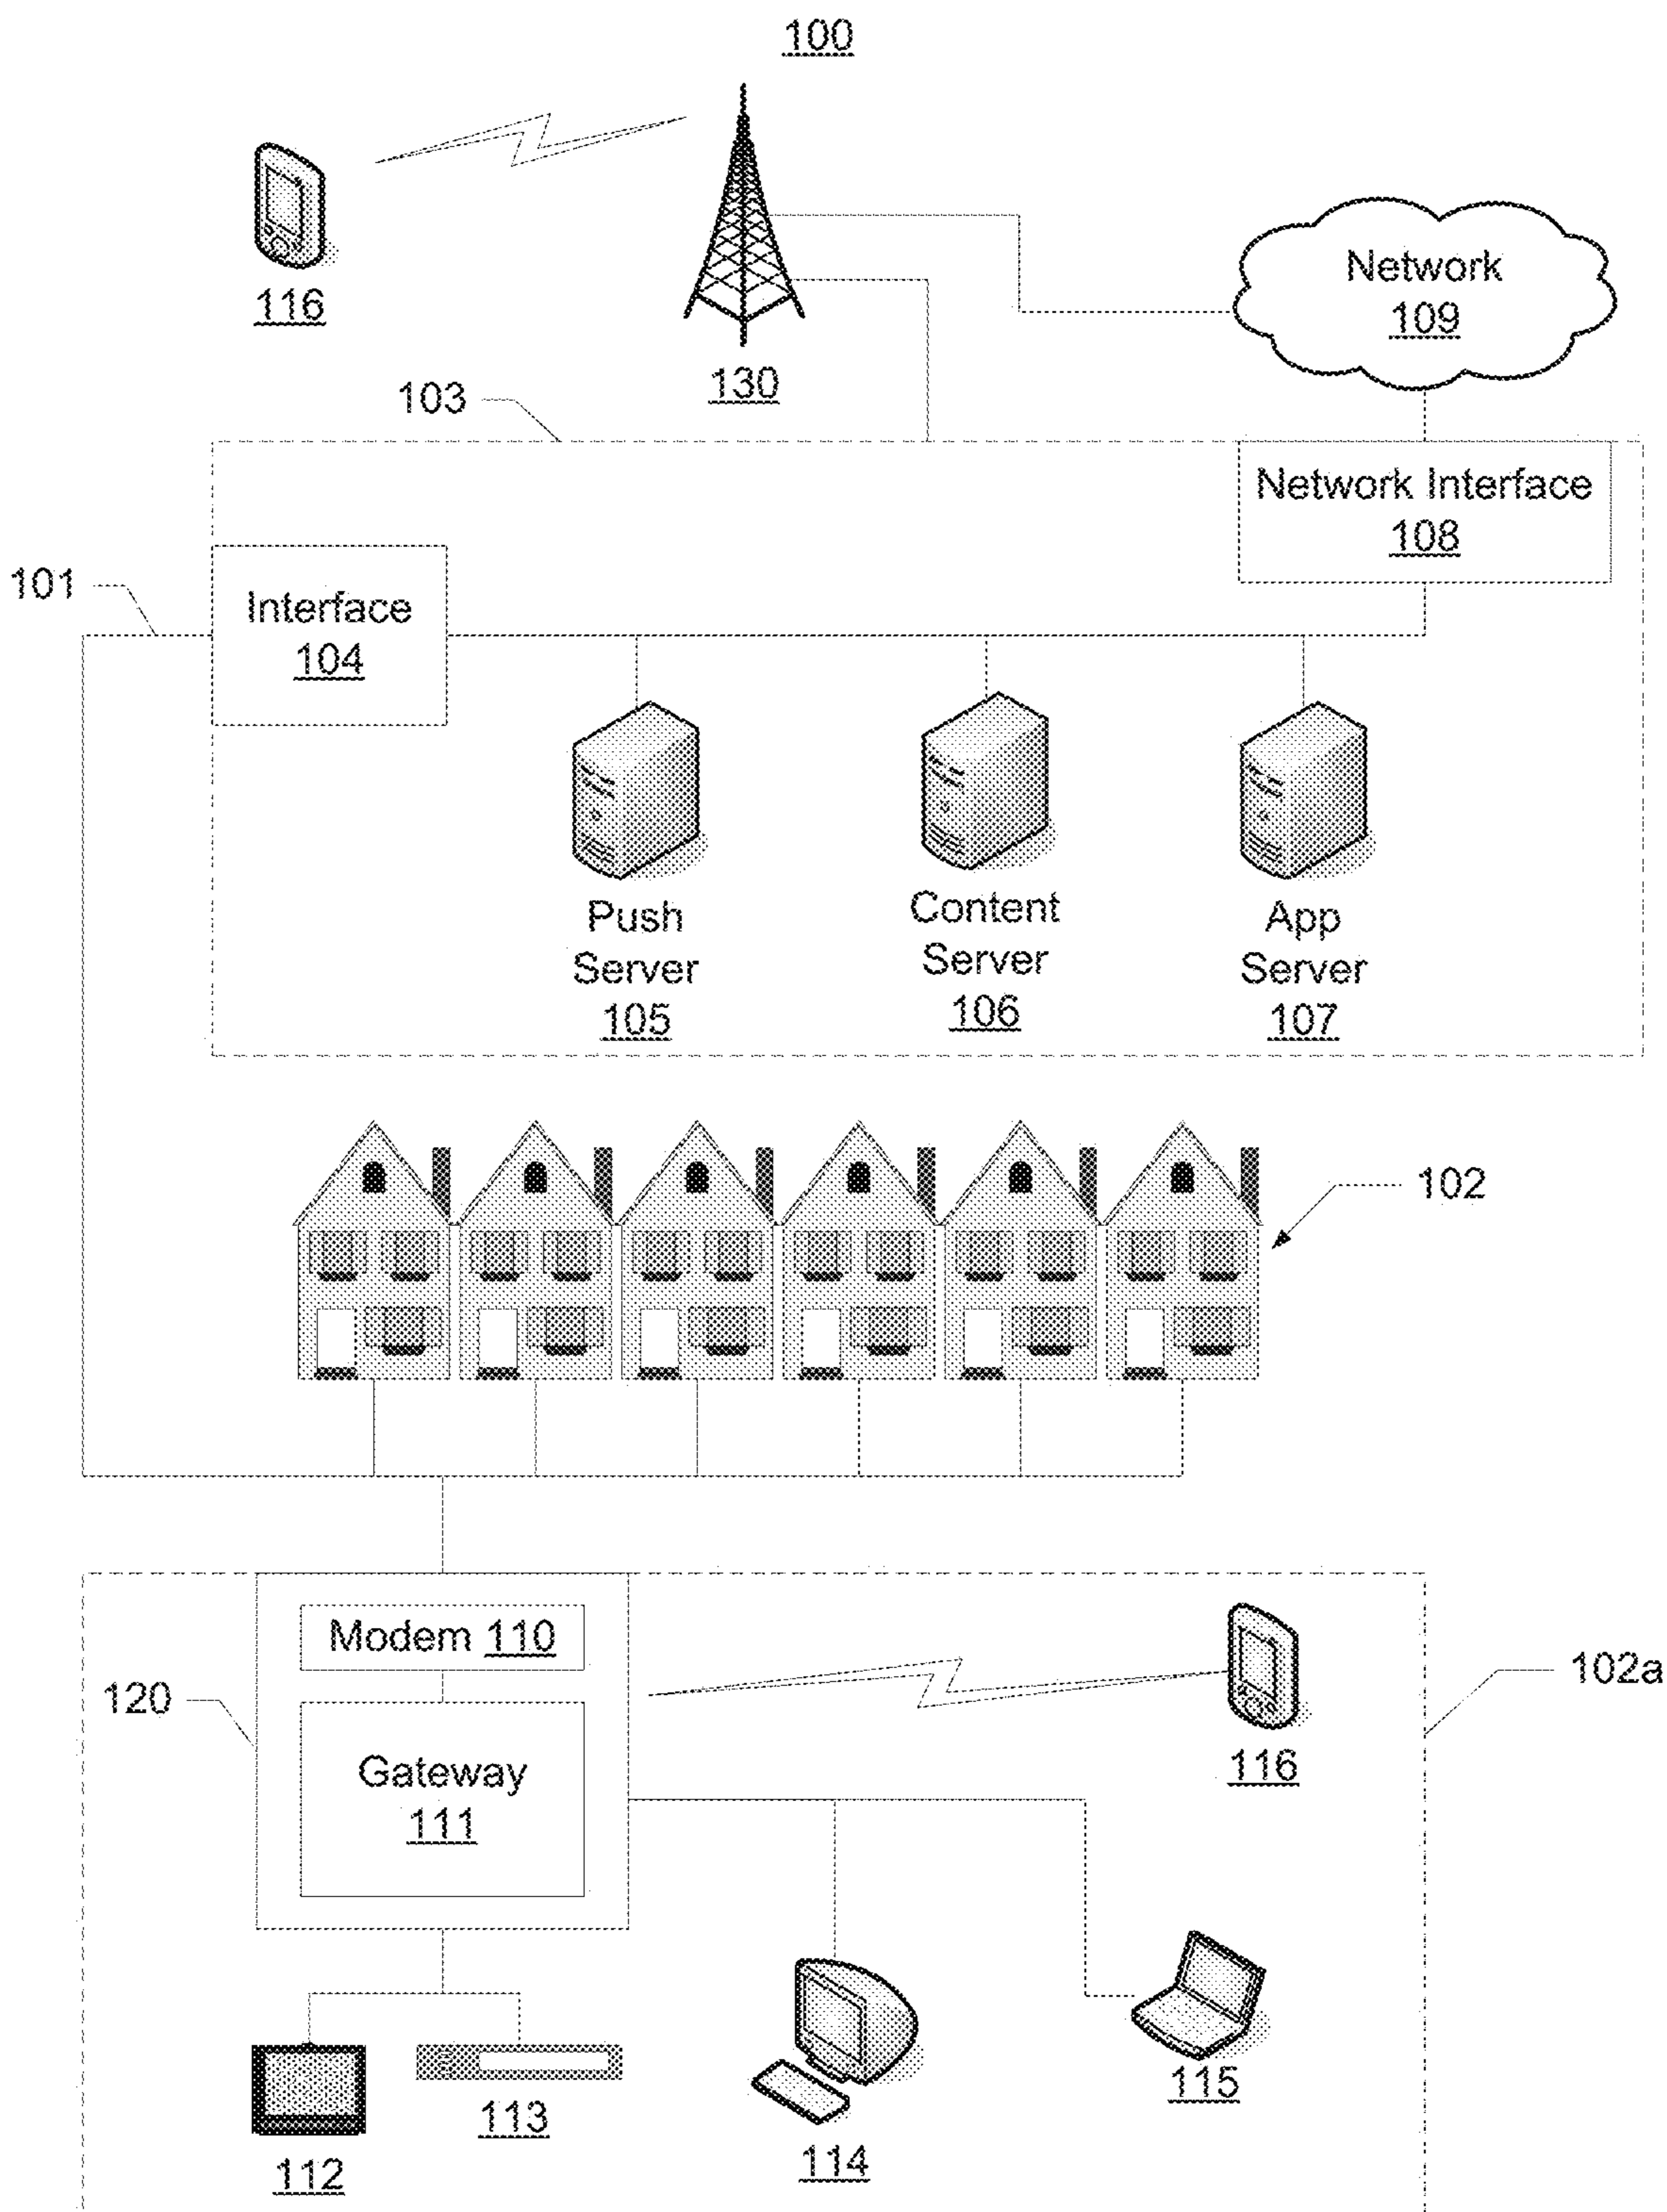 100
116
130
Network
109
103
Network Interface
108
101
Interface
104
Push
Server
105
Content
Server
106
App
Server
107
102
Modem 110
120
Gateway
111
116
102a
112
113
114
115